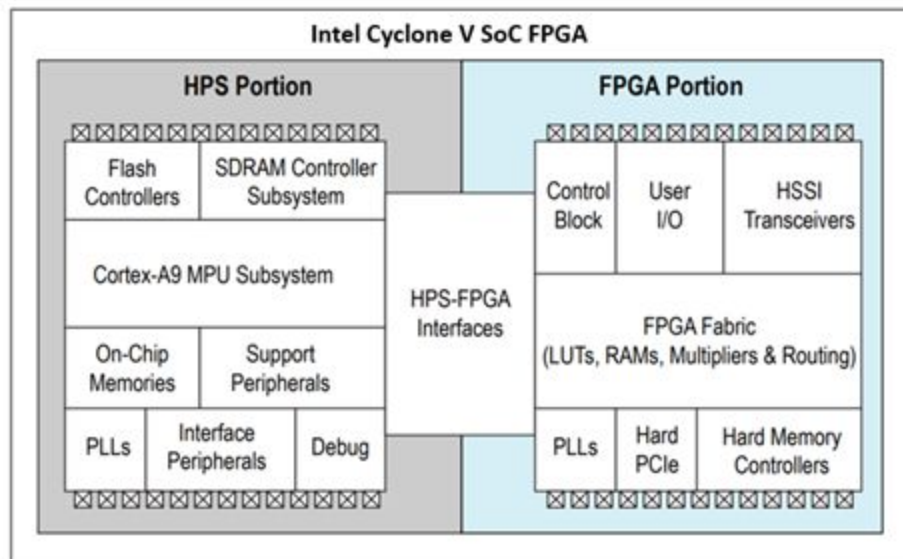 Intel Cyclone V SoC FPGA
HPS Portion
FPGA Portion
Flash
Controllers
SDRAM Controller
Subsystem
Cortex-A9 MPU Subsystem
On-Chip
Memories
Support
Peripherals
PLLs
Interface
Peripherals
Debug
HPS-FPGA
Interfaces
Control
Block
User
I/O
HSSI
Transceivers
FPGA Fabric
(LUTs, RAMs, Multipliers & Routing)
PLLs
Hard
PCIe
Hard Memory
Controllers